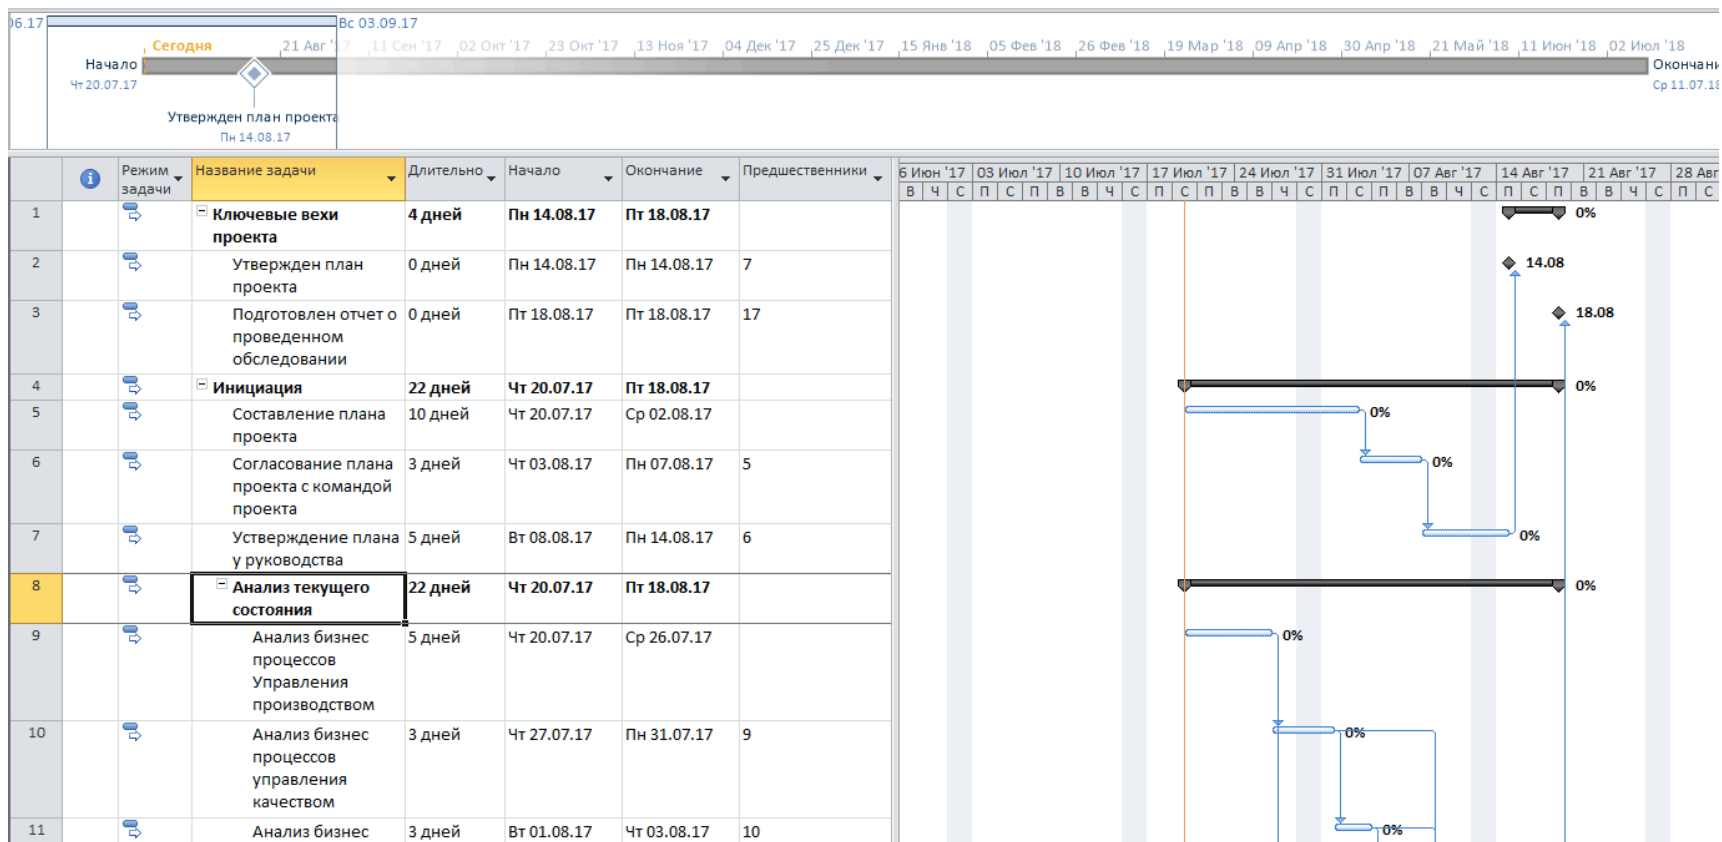 06.17
Вс 03.09.17
Сегодня
21 Авг '17
11 Сен '17
02 Окт '17
23 Окт '17
13 Ноя '17
04 Дек '17
25 Дек '17
15 Янв '18
05 Фев '18
26 Фев '18
19 Мар '18
09 Апр '18
30 Апр '18
21 Май '18
11 Июн '18
02 Июл '18
Начало
Чт 20.07.17
Окончани
Ср 11.07.18
Утвержден план проекта
Пн 14.08.17
Режим задачи
Название задачи
Длительно
Начало
Окончание
Предшественники
6 Июн '17
03 Июл '17
10 Июл '17
17 Июл '17
24 Июл '17
31 Июл '17
07 Авг '17
14 Авг '17
21 Авг '17
28 Авг
В Ч С П С П В В Ч С П С П В В Ч С П С П В В Ч С П С П В В Ч С П С
1 Ключевые вехи 4 дней Пн 14.08.17 Пт 18.08.17 0%
проекта
2 Утвержден план 0 дней Пн 14.08.17 Пн 14.08.17 7 14.08
проекта
3 Подготовлен отчет о 0 дней Пт 18.08.17 Пт 18.08.17 17 18.08
проведенном
обследовании
4 Инициация 22 дней Чт 20.07.17 Пт 18.08.17 0%
5 Составление плана 10 дней Чт 20.07.17 Ср 02.08.17 0%
проекта
6 Согласование плана 3 дней Чт 03.08.17 Пн 07.08.17 5 0%
проекта с командой
проекта
7 Устверждение плана 5 дней Вт 08.08.17 Пн 14.08.17 6 0%
у руководства
8 Анализ текущего 22 дней Чт 20.07.17 Пт 18.08.17 0%
состояния
9 Анализ бизнес 5 дней Чт 20.07.17 Ср 26.07.17 0%
процессов
Управления
производством
10 Анализ бизнес 3 дней Чт 27.07.17 Пн 31.07.17 9 0%
процессов
управления
качеством
11 Анализ бизнес 3 дней Вт 01.08.17 Чт 03.08.17 10 0%